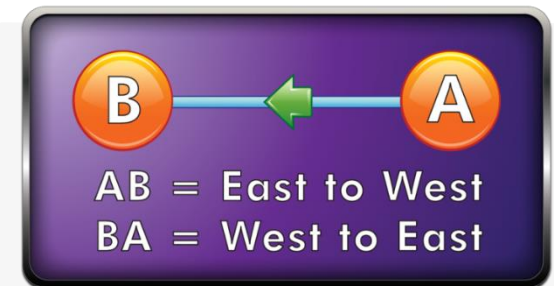 B A
AB = East to West
BA = West to East